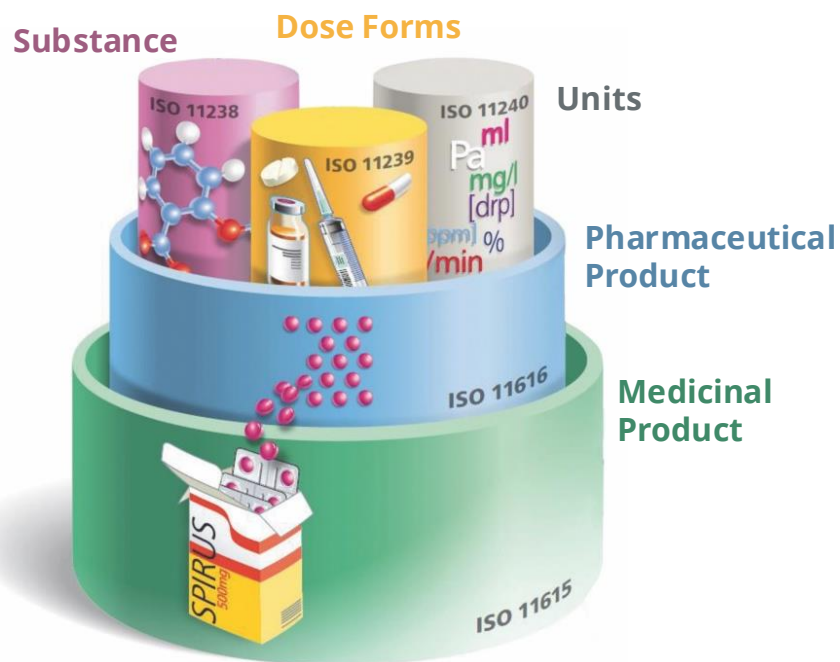 Substance
Dose Forms
Units
ISO 11238
ISO 11239
ISO 11240
ml
Pa
mg/l
[drp]
ppm]
%
/min
Pharmaceutical
Product
ISO 11616
Medicinal
Product
SPIRUS
500mg
ISO 11615